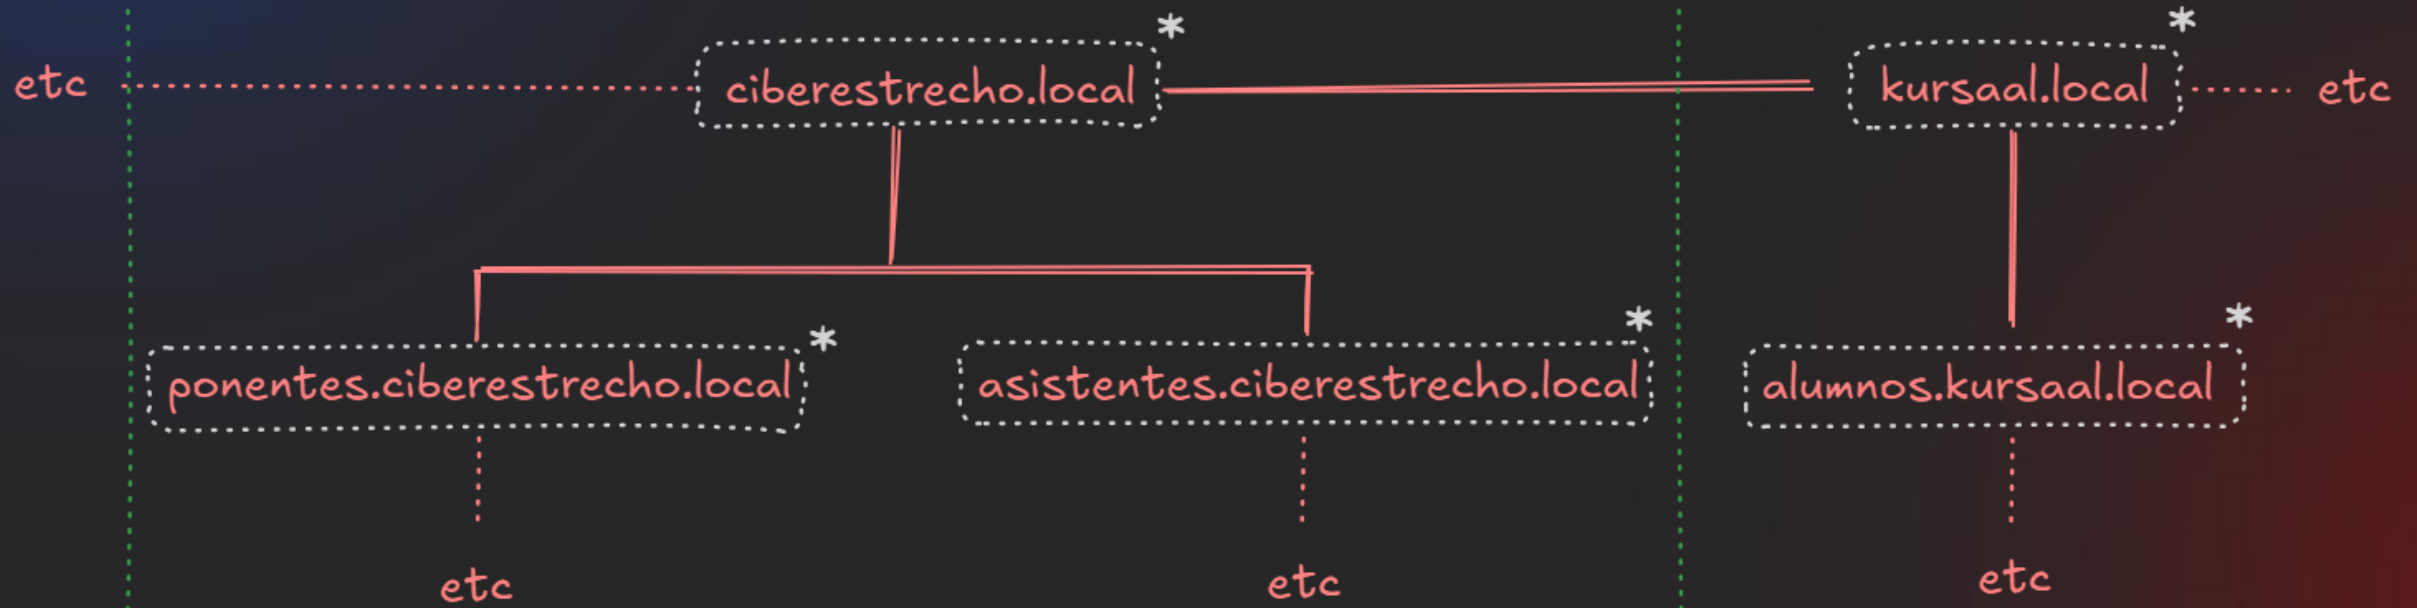 *
*
etc
ciberestrecho.local
kursaal.local
etc
*
*
*
ponentes.ciberestrecho.local
asistentes.ciberestrecho.local
alumnos.kursaal.local
etc
etc
etc